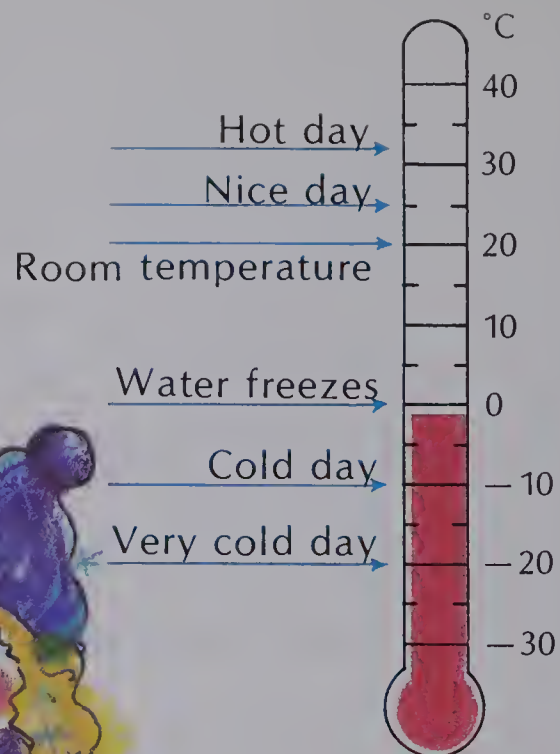 °C
40
Hot day
30
Nice day
20
Room temperature
10
Water freezes
0
Cold day
—10
Very cold day
—20
—30